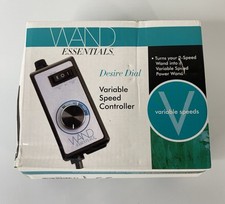 WAND
ESSENTIALS
Desire Dial
Variable
Speed
Controller
• Turns your 2-Speed
Wand into a
Variable Speed
Power Wand
V
variable speeds
WAND